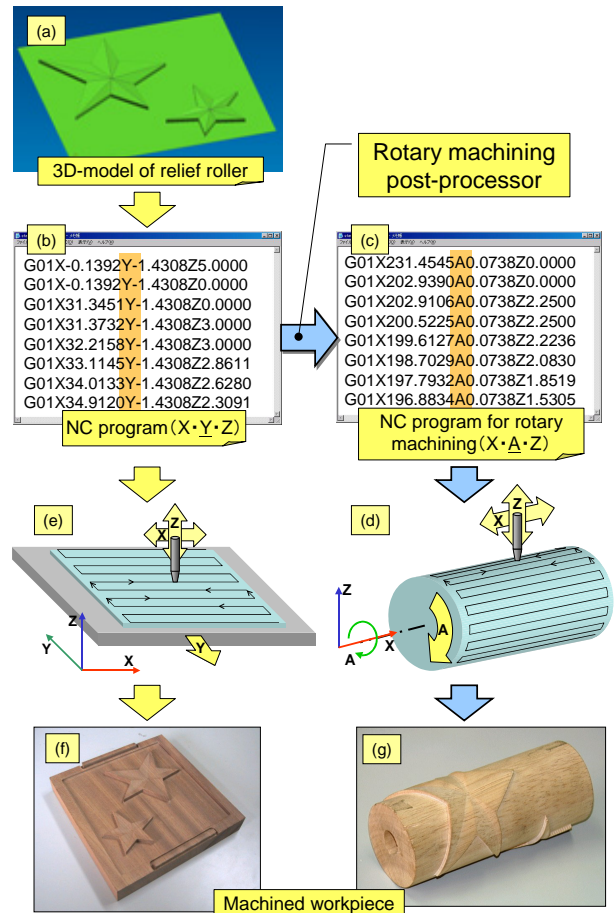 (a)
3D-model of relief roller
Rotary machining
post-processor
(b)
G01X-0.1392Y-1.4308Z5.0000
G01X-0.1392Y-1.4308Z0.0000
G01X31.3451Y-1.4308Z0.0000
G01X31.3732Y-1.4308Z3.0000
G01X32.2158Y-1.4308Z3.0000
G01X33.1145Y-1.4308Z2.8611
G01X34.0133Y-1.4308Z2.6280
G01X34.9120Y-1.4308Z2.3091
NC program(X・Y・Z)
(c)
G01X231.4545A0.0738Z0.0000
G01X202.9390A0.0738Z0.0000
G01X202.9106A0.0738Z2.2500
G01X200.5225A0.0738Z2.2500
G01X199.6127A0.0738Z2.2236
G01X198.7029A0.0738Z2.0830
G01X197.7932A0.0738Z1.8519
G01X196.8834A0.0738Z1.5305
NC program for rotary
machining(X・A・Z)
(e)
Z
X
Y
Z
Y
X
(d)
Z
X
Z
A
X
A
(f)
(g)
Machined workpiece